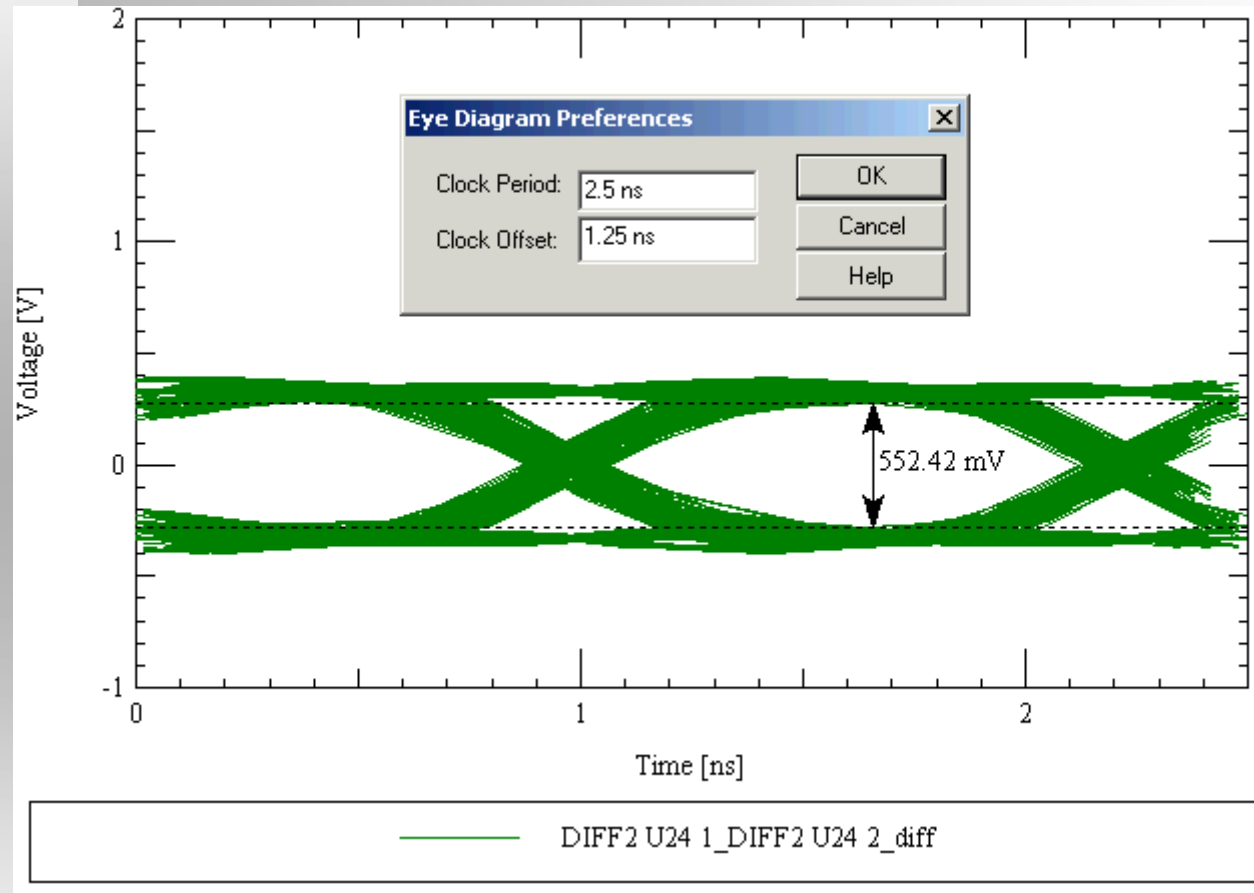 2
Eye Diagram Preferences
Clock Period: 2.5 ns OK
Clock Offset: 1.25 ns Cancel
Help
1
Voltage [V]
552.42 mV
0
-1
0 1 2
Time [ns]
DIFF2 U24 1_DIFF2 U24 2_diff